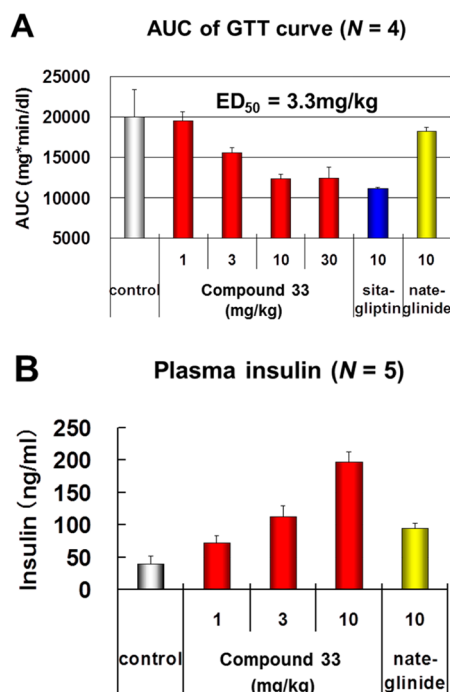 A
AUC of GTT curve (N = 4)
AUC (mg*min/dl)
25000
20000
15000
10000
5000
ED50 = 3.3mg/kg
1 3 10 30 10 10
control Compound 33 (mg/kg) sita-gliptin nate-glinide
B
Plasma insulin (N = 5)
Insulin (ng/ml)
250
200
150
100
50
0
1 3 10 10
control Compound 33 (mg/kg) nate-glinide